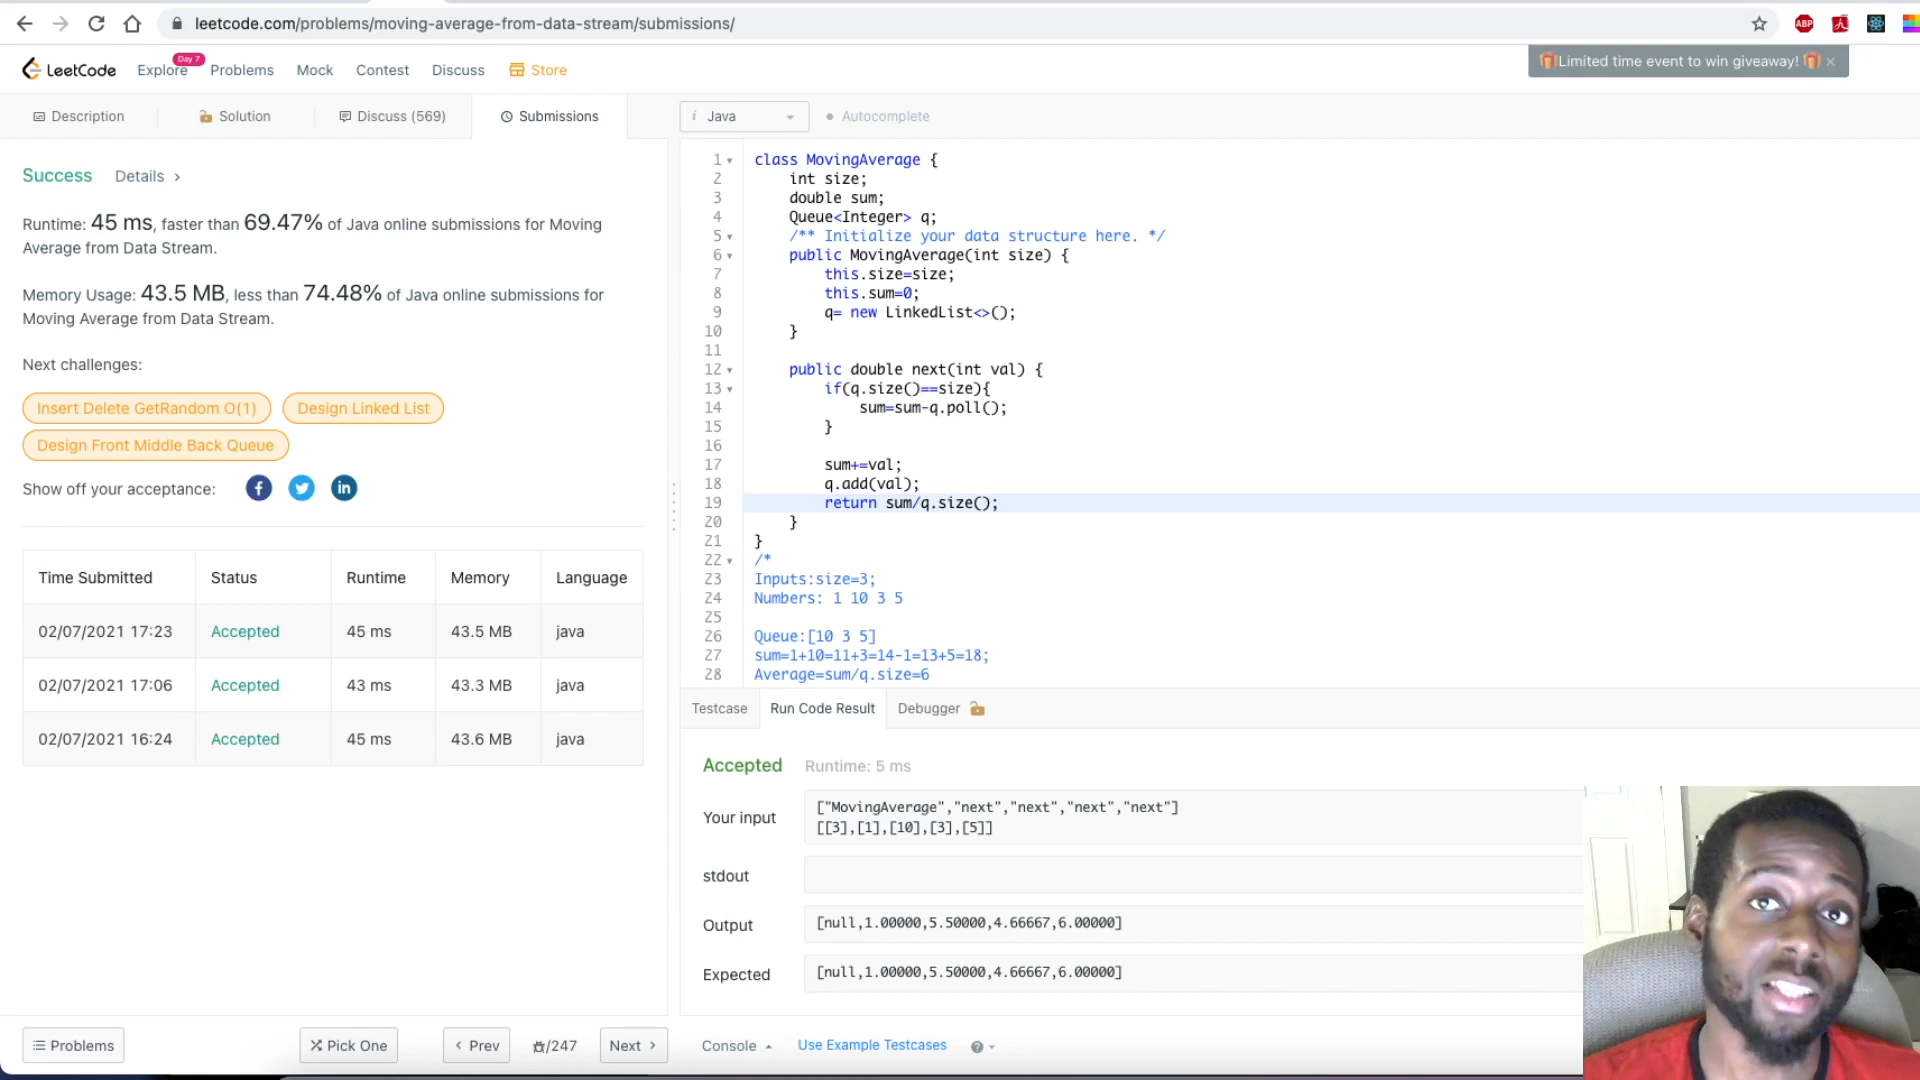 leetcode.com/problems/moving-average-from-data-stream/submissions/
ABP
LeetCode
Explore
Day 7
Problems
Mock
Contest
Discuss
Store
🎁Limited time event to win giveaway! 🎁 ×
Description
Solution
Discuss (569)
Submissions
i Java
Autocomplete
Success
Details >
Runtime: 45 ms, faster than 69.47% of Java online submissions for Moving
Average from Data Stream.
Memory Usage: 43.5 MB, less than 74.48% of Java online submissions for
Moving Average from Data Stream.
Next challenges:
Insert Delete GetRandom O(1)
Design Linked List
Design Front Middle Back Queue
Show off your acceptance:
Time Submitted Status Runtime Memory Language
02/07/2021 17:23 Accepted 45 ms 43.5 MB java
02/07/2021 17:06 Accepted 43 ms 43.3 MB java
02/07/2021 16:24 Accepted 45 ms 43.6 MB java
Problems
Pick One
< Prev
/247
Next >
1 class MovingAverage {
2 int size;
3 double sum;
4 Queue<Integer> q;
5 /** Initialize your data structure here. */
6 public MovingAverage(int size) {
7 this.size=size;
8 this.sum=0;
9 q= new LinkedList<>();
10 }
11
12 public double next(int val) {
13 if(q.size()==size){
14 sum=sum-q.poll();
15 }
16
17 sum+=val;
18 q.add(val);
19 return sum/q.size();
20 }
21 }
22 /*
23 Inputs:size=3;
24 Numbers: 1 10 3 5
25
26 Queue:[10 3 5]
27 sum=1+10=11+3=14-1=13+5=18;
28 Average=sum/q.size=6
Testcase
Run Code Result
Debugger
Accepted
Runtime: 5 ms
Your input
["MovingAverage","next","next","next","next"]
[[3],[1],[10],[3],[5]]
stdout
Output
[null,1.00000,5.50000,4.66667,6.00000]
Expected
[null,1.00000,5.50000,4.66667,6.00000]
Console
Use Example Testcases
?